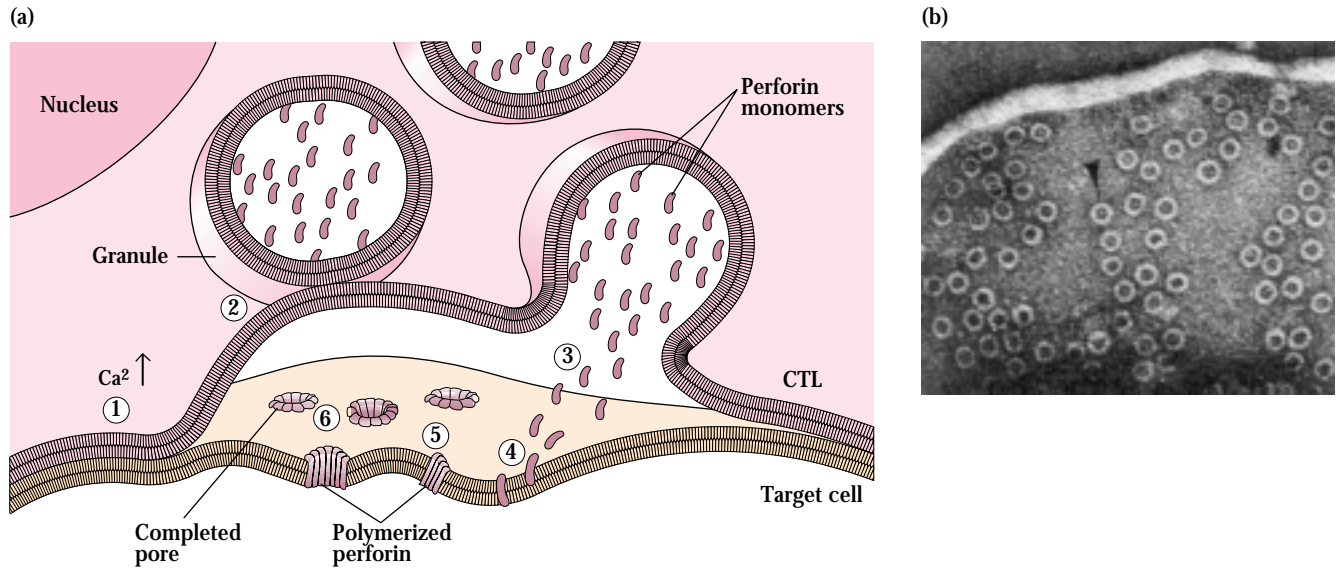 (a)
(b)
Nucleus
Perforin
monomers
Granule
2
3
Ca² ↑
CTL
1
6
5
4
Target cell
Completed
pore
Polymerized
perforin